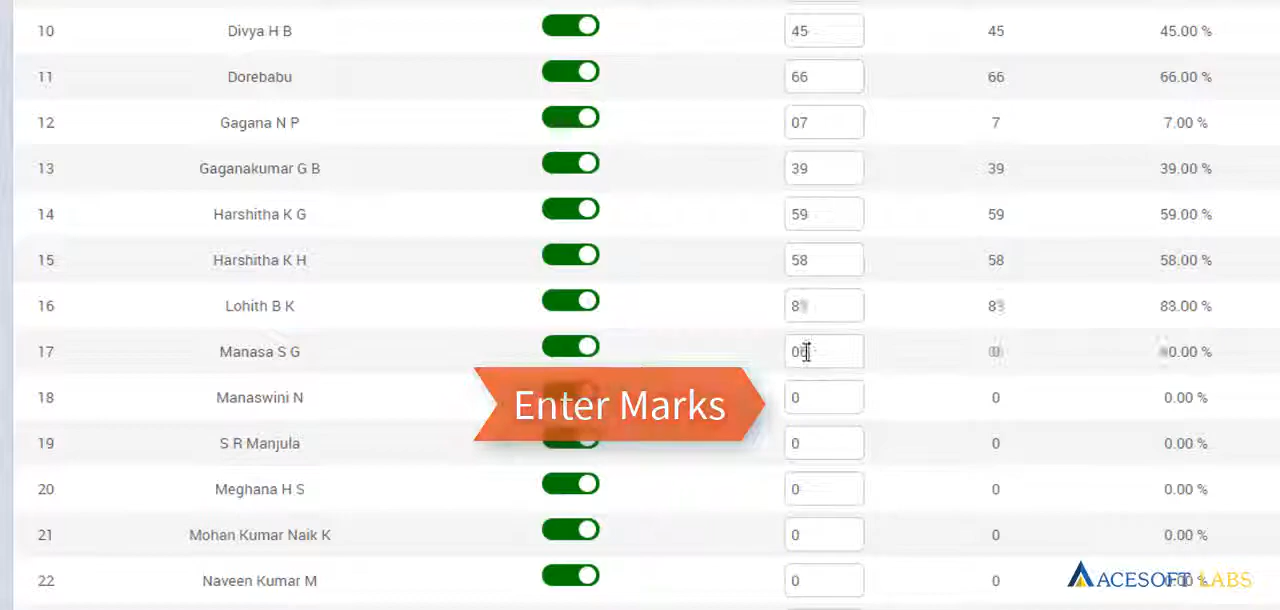 10 Divya H B 45 45 45.00 %
11 Dorebabu 66 66 66.00 %
12 Gagana N P 07 7 7.00 %
13 Gaganakumar G B 39 39 39.00 %
14 Harshitha K G 59 59 59.00 %
15 Harshitha K H 58 58 58.00 %
16 Lohith B K
17 Manasa S G
18 Manaswini N 0 0 0.00 %
Enter Marks
19 S R Manjula 0 0 0.00 %
20 Meghana H S 0 0 0.00 %
21 Mohan Kumar Naik K 0 0 0.00 %
22 Naveen Kumar M 0 0
ACESOFT LABS